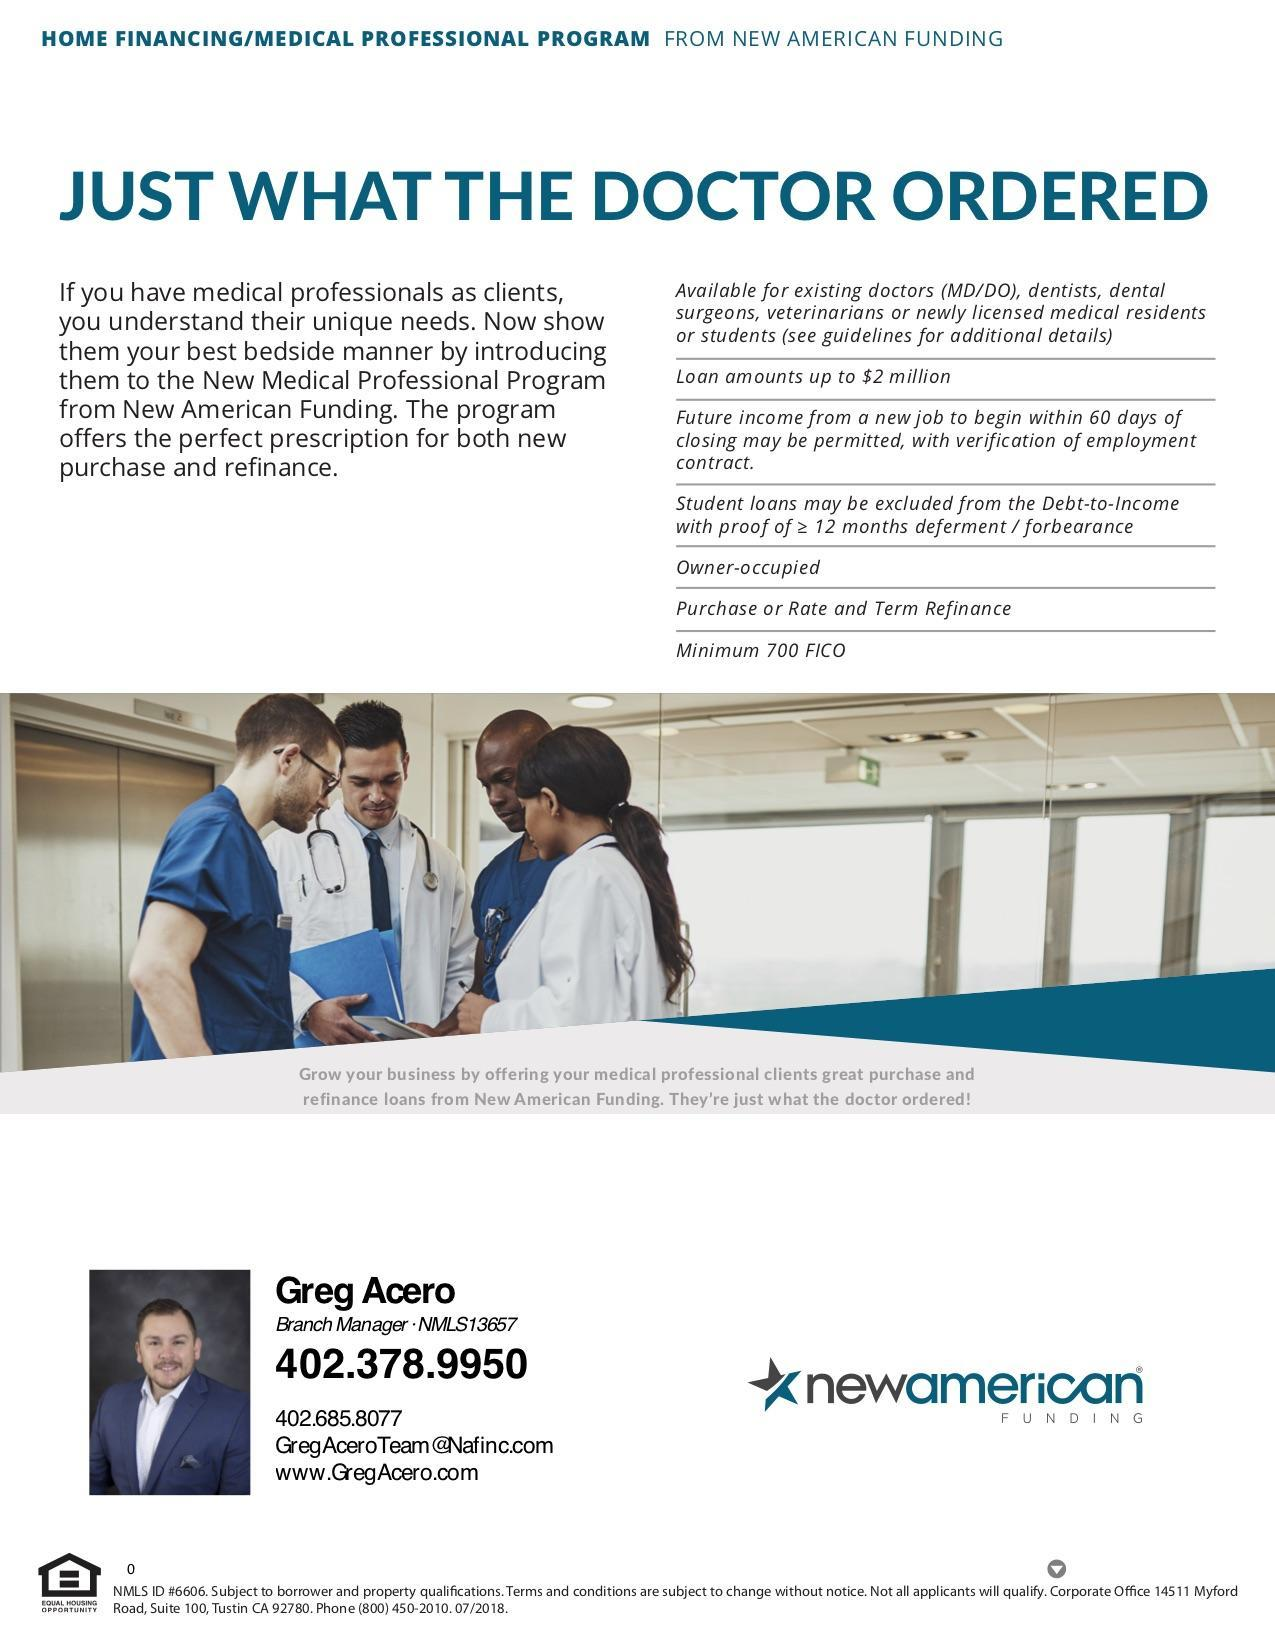 HOME FINANCING/MEDICAL PROFESSIONAL PROGRAM FROM NEW AMERICAN FUNDING
JUST WHAT THE DOCTOR ORDERED
If you have medical professionals as clients,
you understand their unique needs. Now show
them your best bedside manner by introducing
them to the New Medical Professional Program
from New American Funding. The program
offers the perfect prescription for both new
purchase and refinance.
Available for existing doctors (MD/DO), dentists, dental
surgeons, veterinarians or newly licensed medical residents
or students (see guidelines for additional details)
Loan amounts up to $2 million
Future income from a new job to begin within 60 days of
closing may be permitted, with verification of employment
contract.
Student loans may be excluded from the Debt-to-Income
with proof of ≥ 12 months deferment / forbearance
Owner-occupied
Purchase or Rate and Term Refinance
Minimum 700 FICO
Grow your business by offering your medical professional clients great purchase and
refinance loans from New American Funding. They're just what the doctor ordered!
Greg Acero
Branch Manager · NMLS13657
402.378.9950
402.685.8077
GregAceroTeam@Nafinc.com
www.GregAcero.com
newamerican®
FUNDING
EQUAL HOUSING
OPPORTUNITY
0
NMLS ID #6606. Subject to borrower and property qualifications. Terms and conditions are subject to change without notice. Not all applicants will qualify. Corporate Office 14511 Myford
Road, Suite 100, Tustin CA 92780. Phone (800) 450-2010. 07/2018.